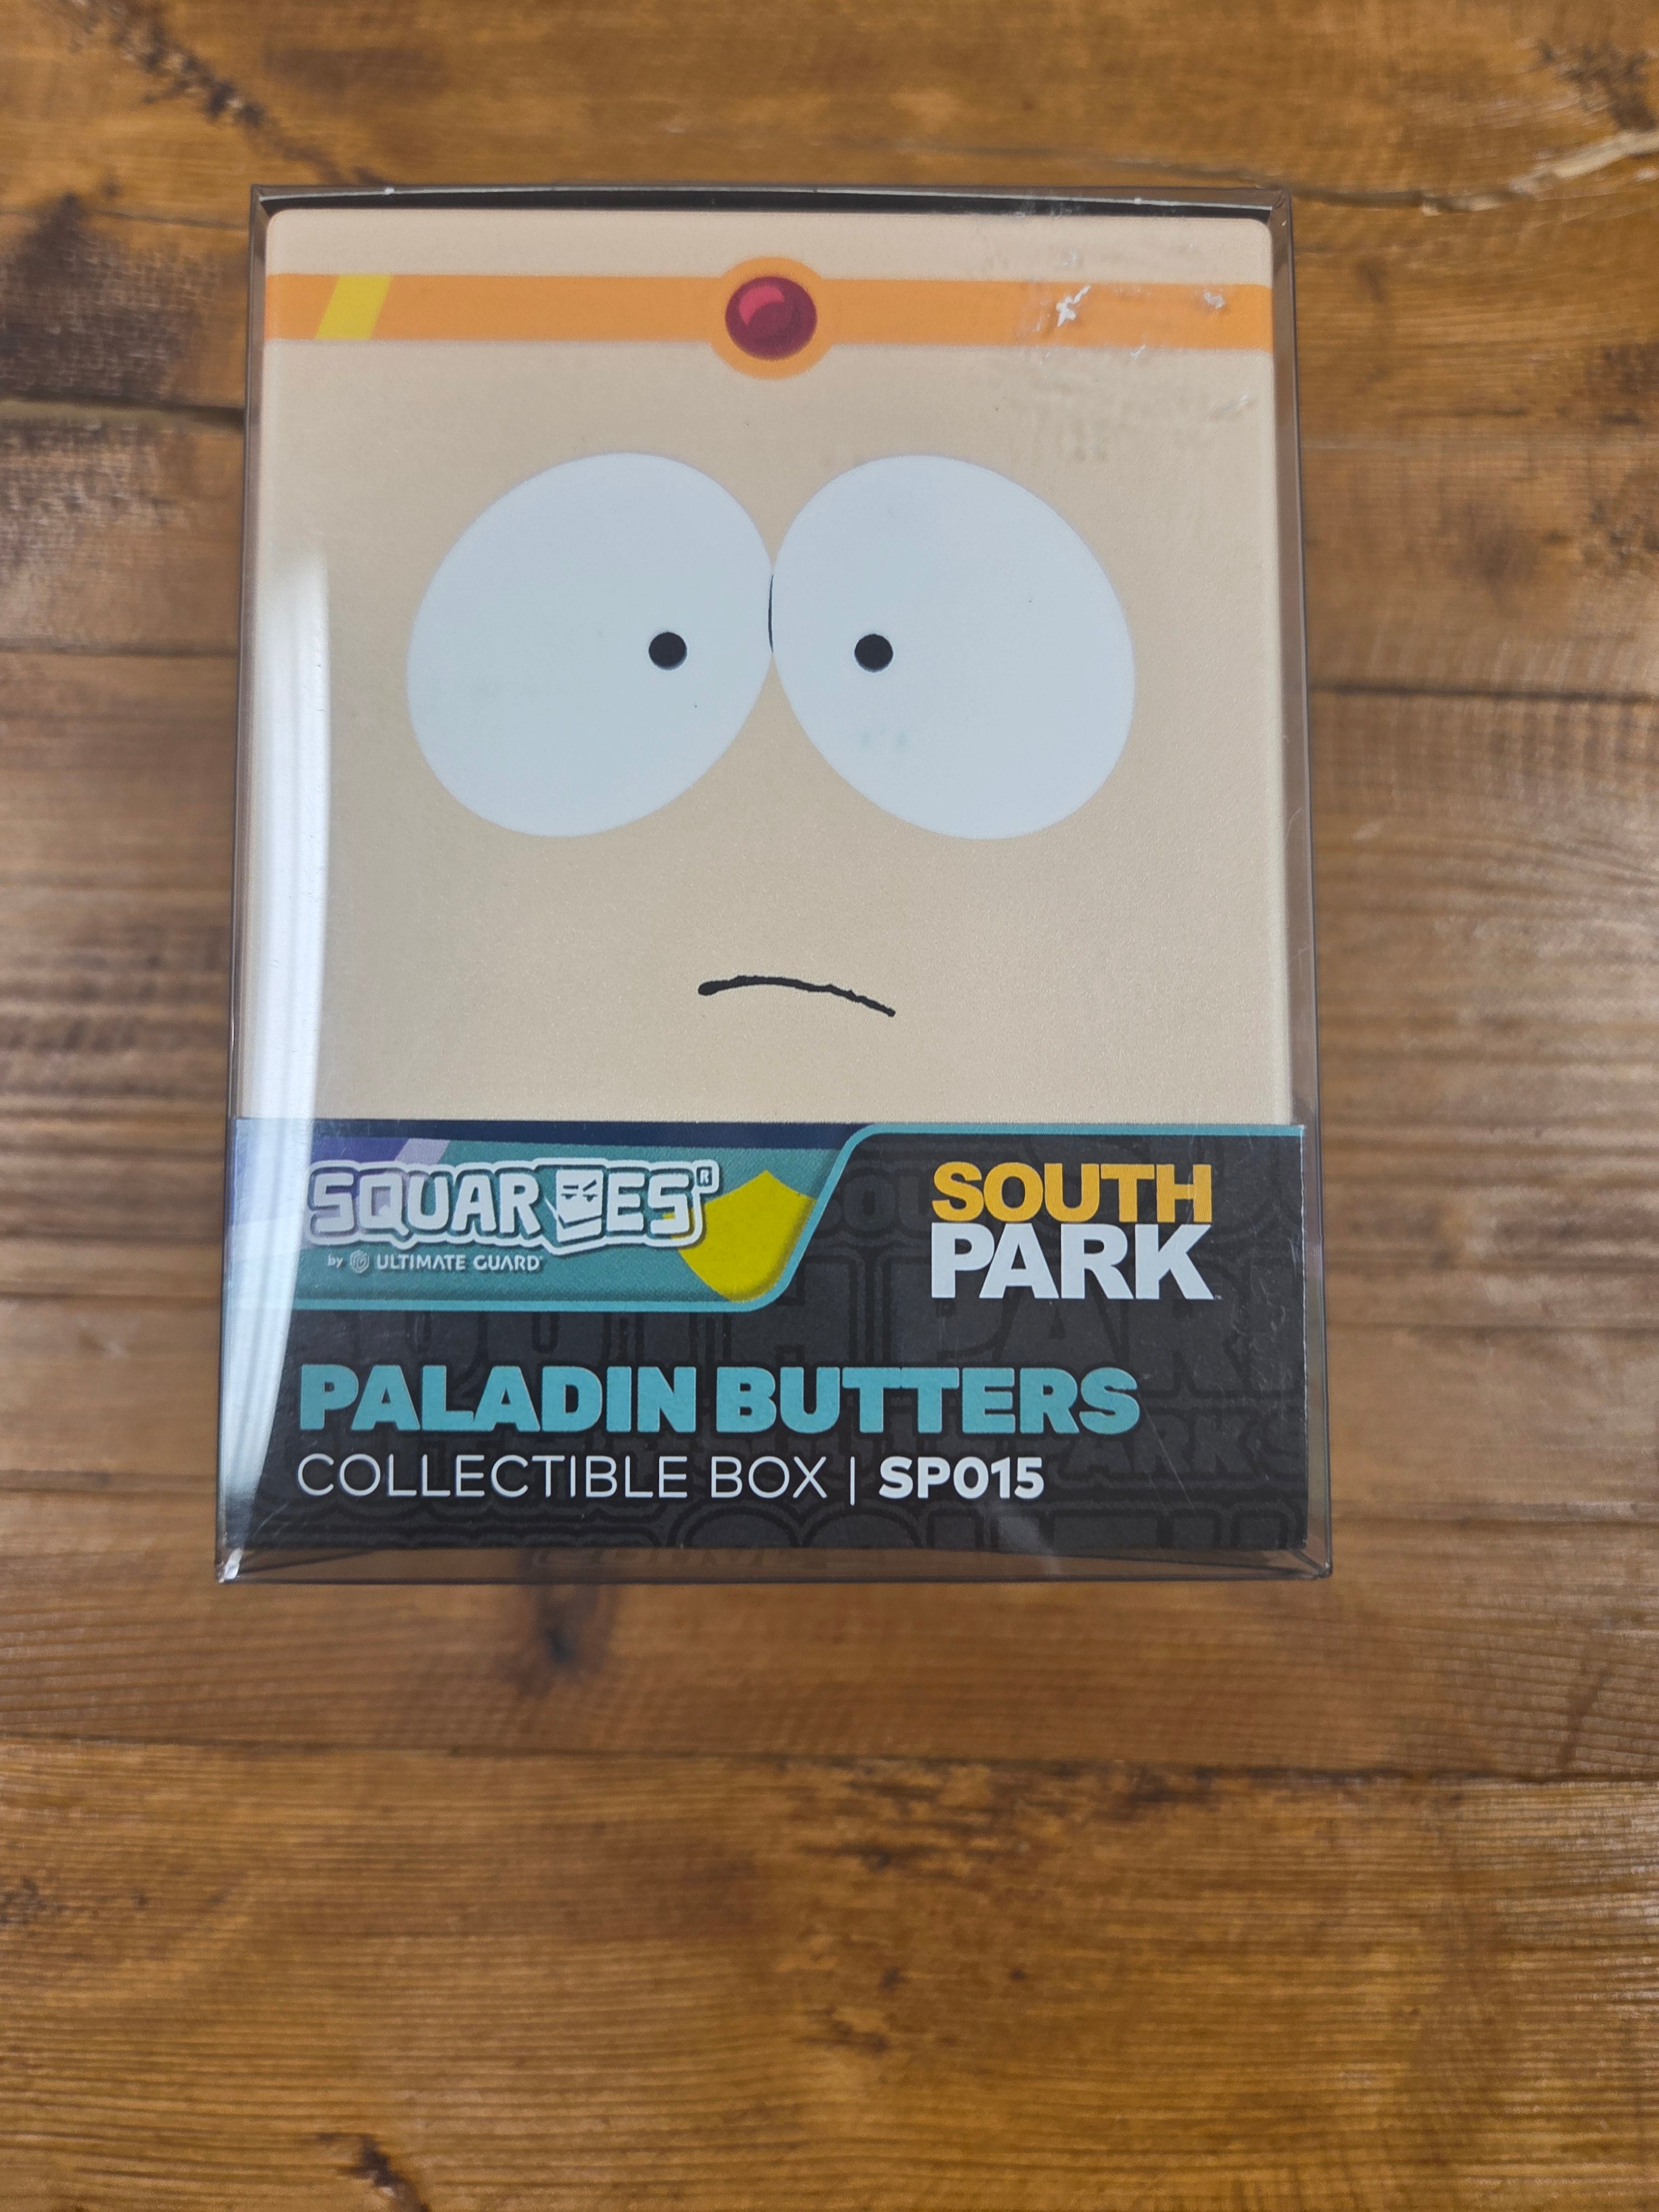 SQUAROES®
by ULTIMATE GUARD
SOUTH
PARK
PALADIN BUTTERS
COLLECTIBLE BOX | SP015